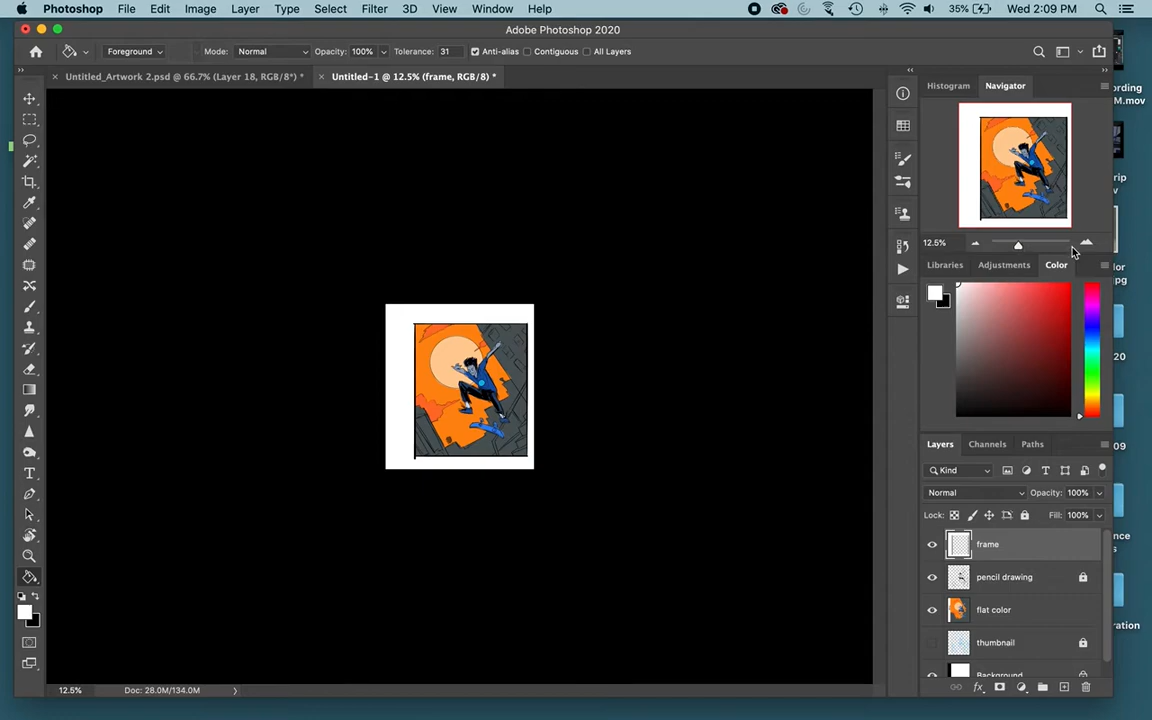 Photoshop File Edit Image Layer Type Select Filter 3D View Window Help 35% Wed 2:09 PM
Adobe Photoshop 2020
Foreground Mode: Normal Opacity: 100% Tolerance: 31 Anti-alias Contiguous All Layers
Untitled_Artwork 2.psd @ 66.7% (Layer 18, RGB/8) * Untitled-1 @ 12.5% (frame, RGB/8) *
Histogram Navigator
ording
M.mov
12.5%
Libraries Adjustments Color
Layers Channels Paths
Kind
Normal Opacity: 100%
Lock: Fill: 100%
frame
pencil drawing
flat color
thumbnail
Background
12.5% Doc: 28.0M/134.0M